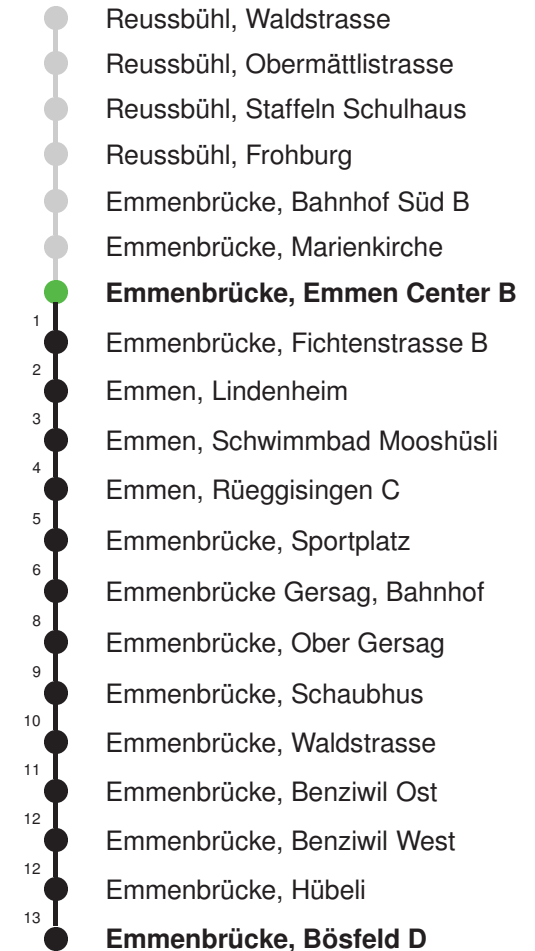 Reussbühl, Waldstrasse
Reussbühl, Obermättlistrasse
Reussbühl, Staffeln Schulhaus
Reussbühl, Frohburg
Emmenbrücke, Bahnhof Süd B
Emmenbrücke, Marienkirche
Emmenbrücke, Emmen Center B
1 Emmenbrücke, Fichtenstrasse B
2 Emmen, Lindenheim
3 Emmen, Schwimmbad Mooshüsli
4 Emmen, Rüeggisingen C
5 Emmenbrücke, Sportplatz
6 Emmenbrücke Gersag, Bahnhof
8 Emmenbrücke, Ober Gersag
9 Emmenbrücke, Schaubhus
10 Emmenbrücke, Waldstrasse
11 Emmenbrücke, Benziwil Ost
12 Emmenbrücke, Benziwil West
12 Emmenbrücke, Hübeli
13 Emmenbrücke, Bösfeld D